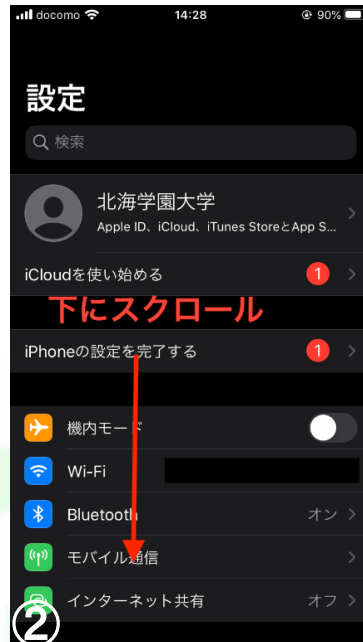 docomo 14:28 90%
設定
検索
北海学園大学
Apple ID、iCloud、iTunes StoreとApp S...
iCloudを使い始める 1
下にスクロール
iPhoneの設定を完了する 1
機内モード
Wi-Fi
Bluetooth オン
モバイル通信
インターネット共有 オフ
②